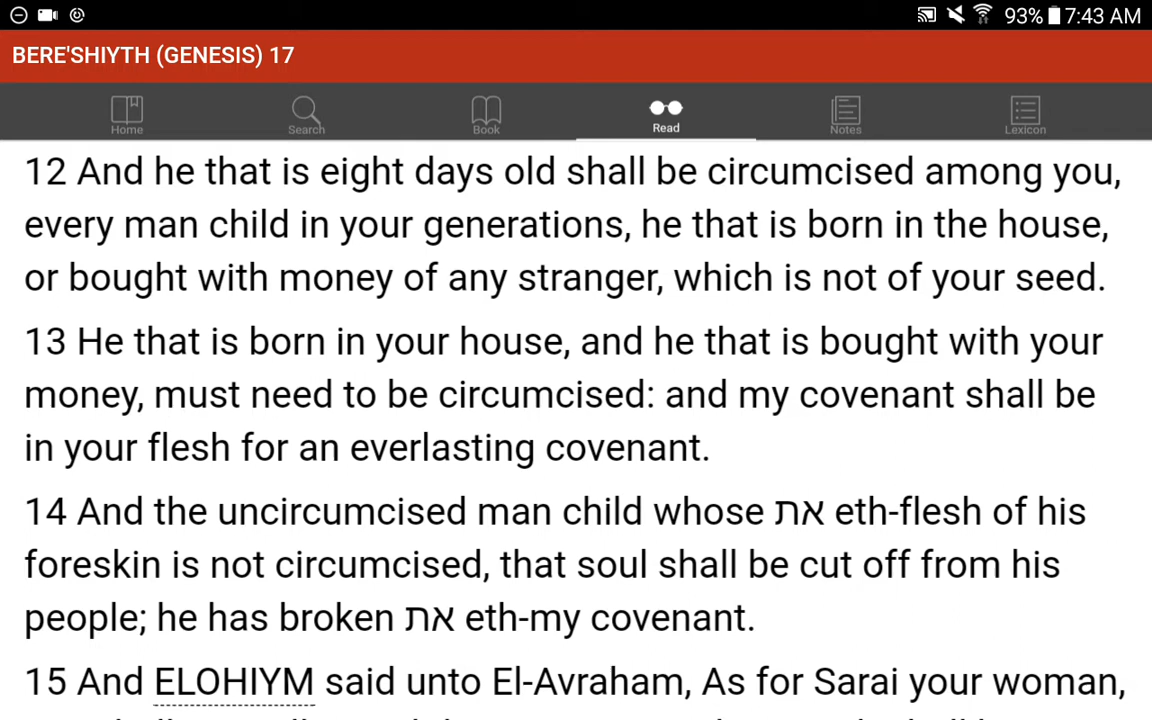 93% 7:43 AM
BERE'SHIYTH (GENESIS) 17
Home Search Book Read Notes Lexicon
12 And he that is eight days old shall be circumcised among you,
every man child in your generations, he that is born in the house,
or bought with money of any stranger, which is not of your seed.
13 He that is born in your house, and he that is bought with your
money, must need to be circumcised: and my covenant shall be
in your flesh for an everlasting covenant.
14 And the uncircumcised man child whose את eth-flesh of his
foreskin is not circumcised, that soul shall be cut off from his
people; he has broken את eth-my covenant.
15 And ELOHIYM said unto El-Avraham, As for Sarai your woman,